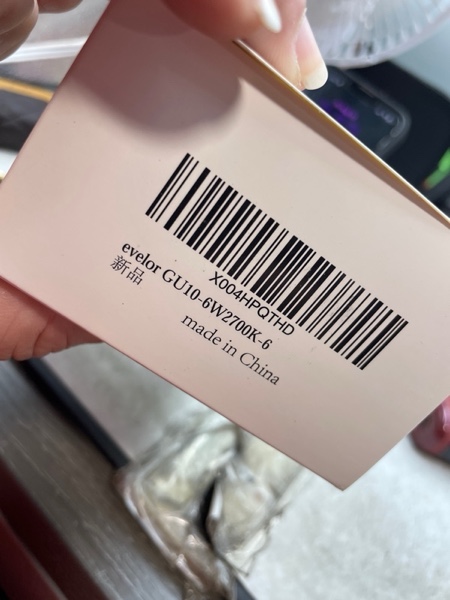 X004HPQTHD
evelor GU10-6W2700K-6
新品
made in China